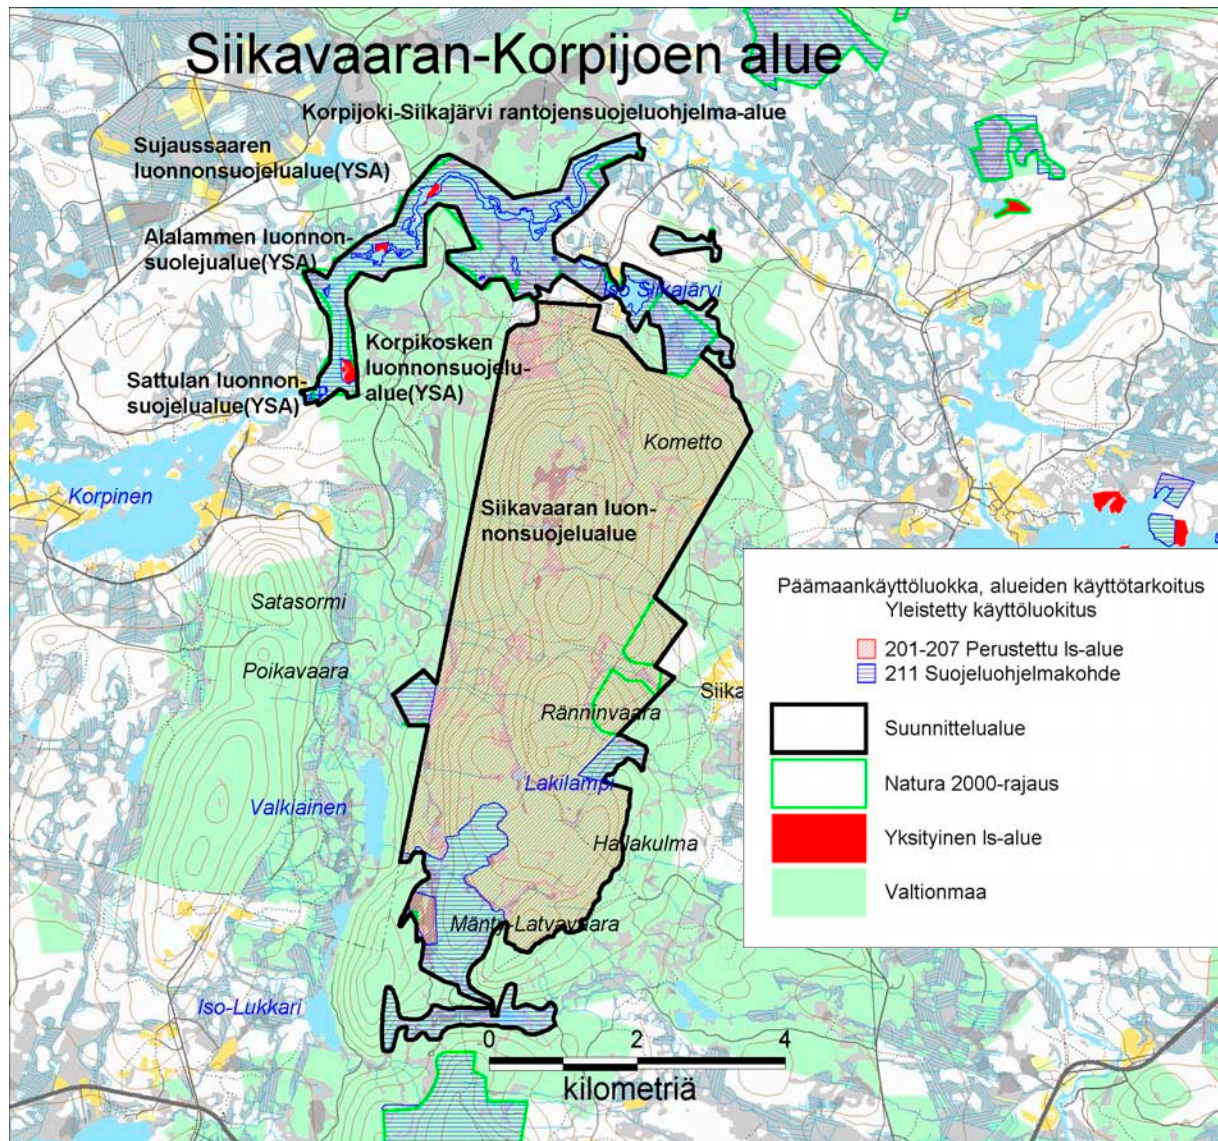 Siikavaaran-Korpijoen alue
Korpijoki-Siikajärvi rantojensuojeluohjelma-alue
Sujaussaaren
luonnonsuojelualue(YSA)
Alalammen luonnon-
suolejualue(YSA)
Iso Siikajärvi
Korpikosken
luonnonsuojelu-
alue(YSA)
Sattulan luonnon-
suojelualue(YSA)
Kometto
Korpinen
Siikavaaran luon-
nonsuojelualue
Satasormi
Poikavaara
Siika
Ränninvaara
Lakilampi
Valkiainen
Hallakulma
Mänty-Latvavaara
Iso-Lukkari
0 2 4
kilometriä
Päämaankäyttöluokka, alueiden käyttötarkoitus
Yleistetty käyttöluokitus
201-207 Perustettu ls-alue
211 Suojeluohjelmakohde
Suunnittelualue
Natura 2000-rajaus
Yksityinen ls-alue
Valtionmaa